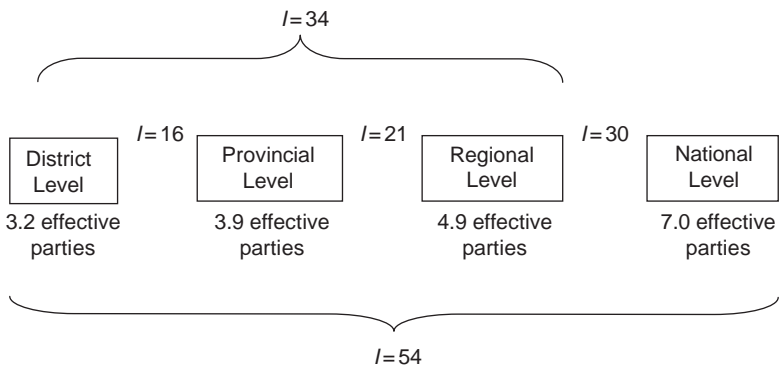 I=34
I=16
I=21
I=30
District
Level
Provincial
Level
Regional
Level
National
Level
3.2 effective
parties
3.9 effective
parties
4.9 effective
parties
7.0 effective
parties
I=54